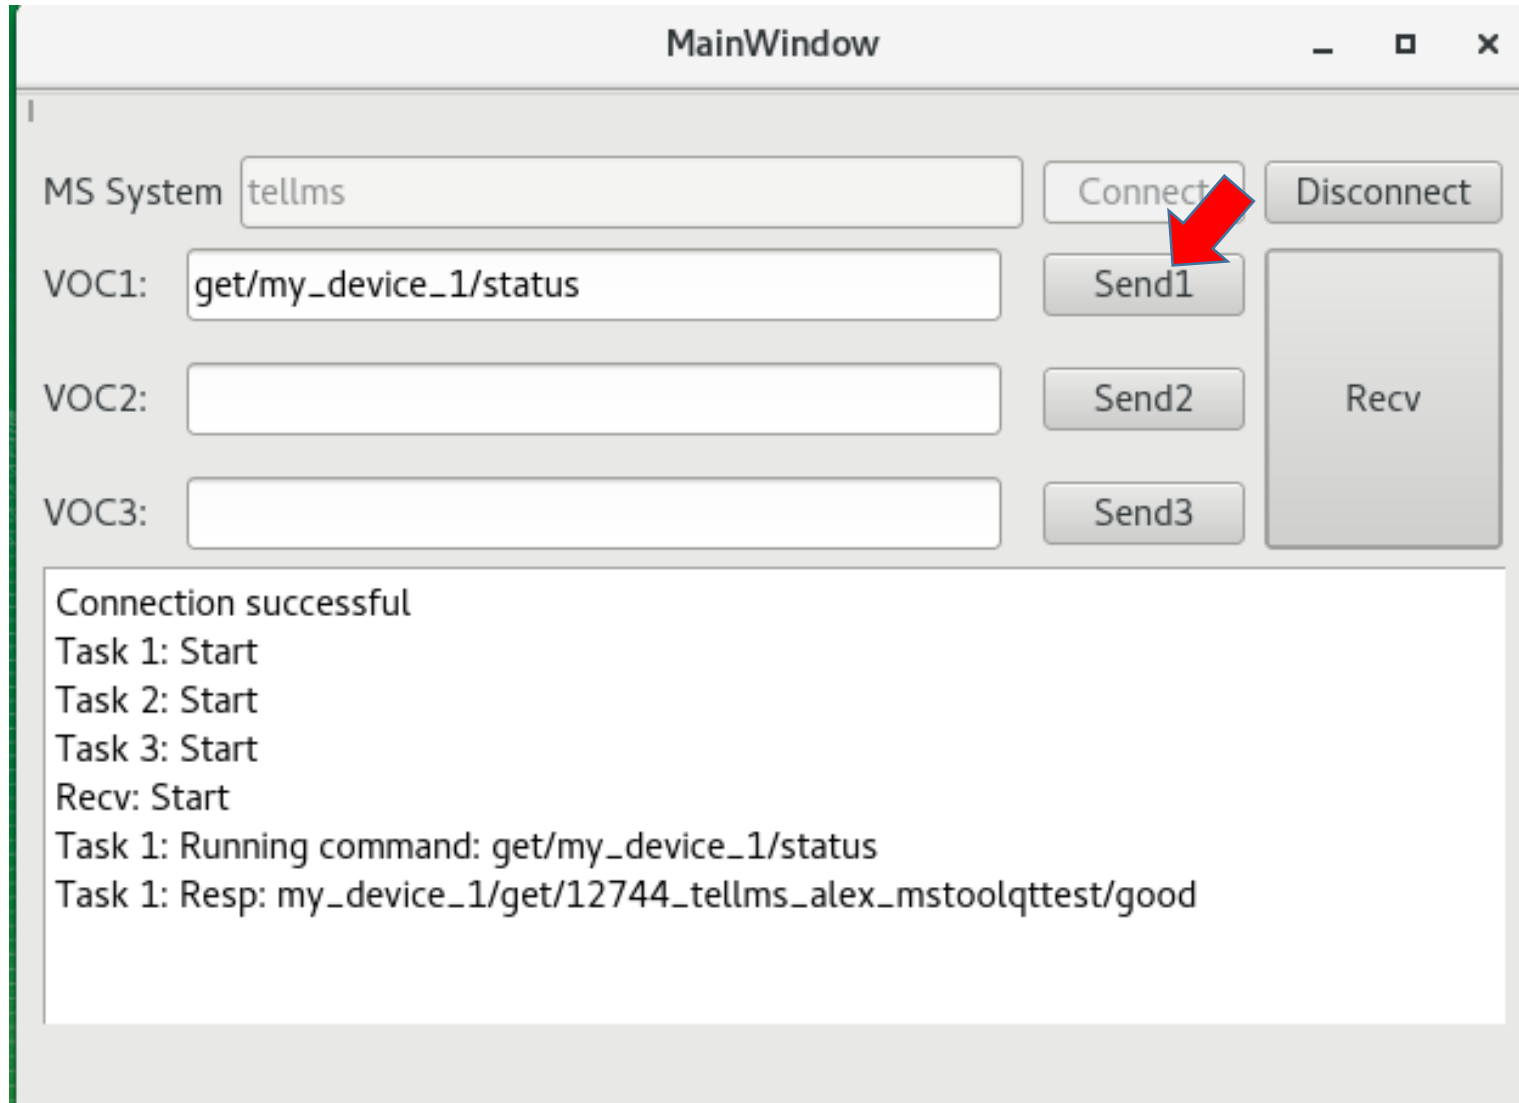 MainWindow
MS System tellms Connect Disconnect
VOC1: get/my_device_1/status Send1
VOC2: Send2 Recv
VOC3: Send3
Connection successful
Task 1: Start
Task 2: Start
Task 3: Start
Recv: Start
Task 1: Running command: get/my_device_1/status
Task 1: Resp: my_device_1/get/12744_tellms_alex_mstoolqttest/good